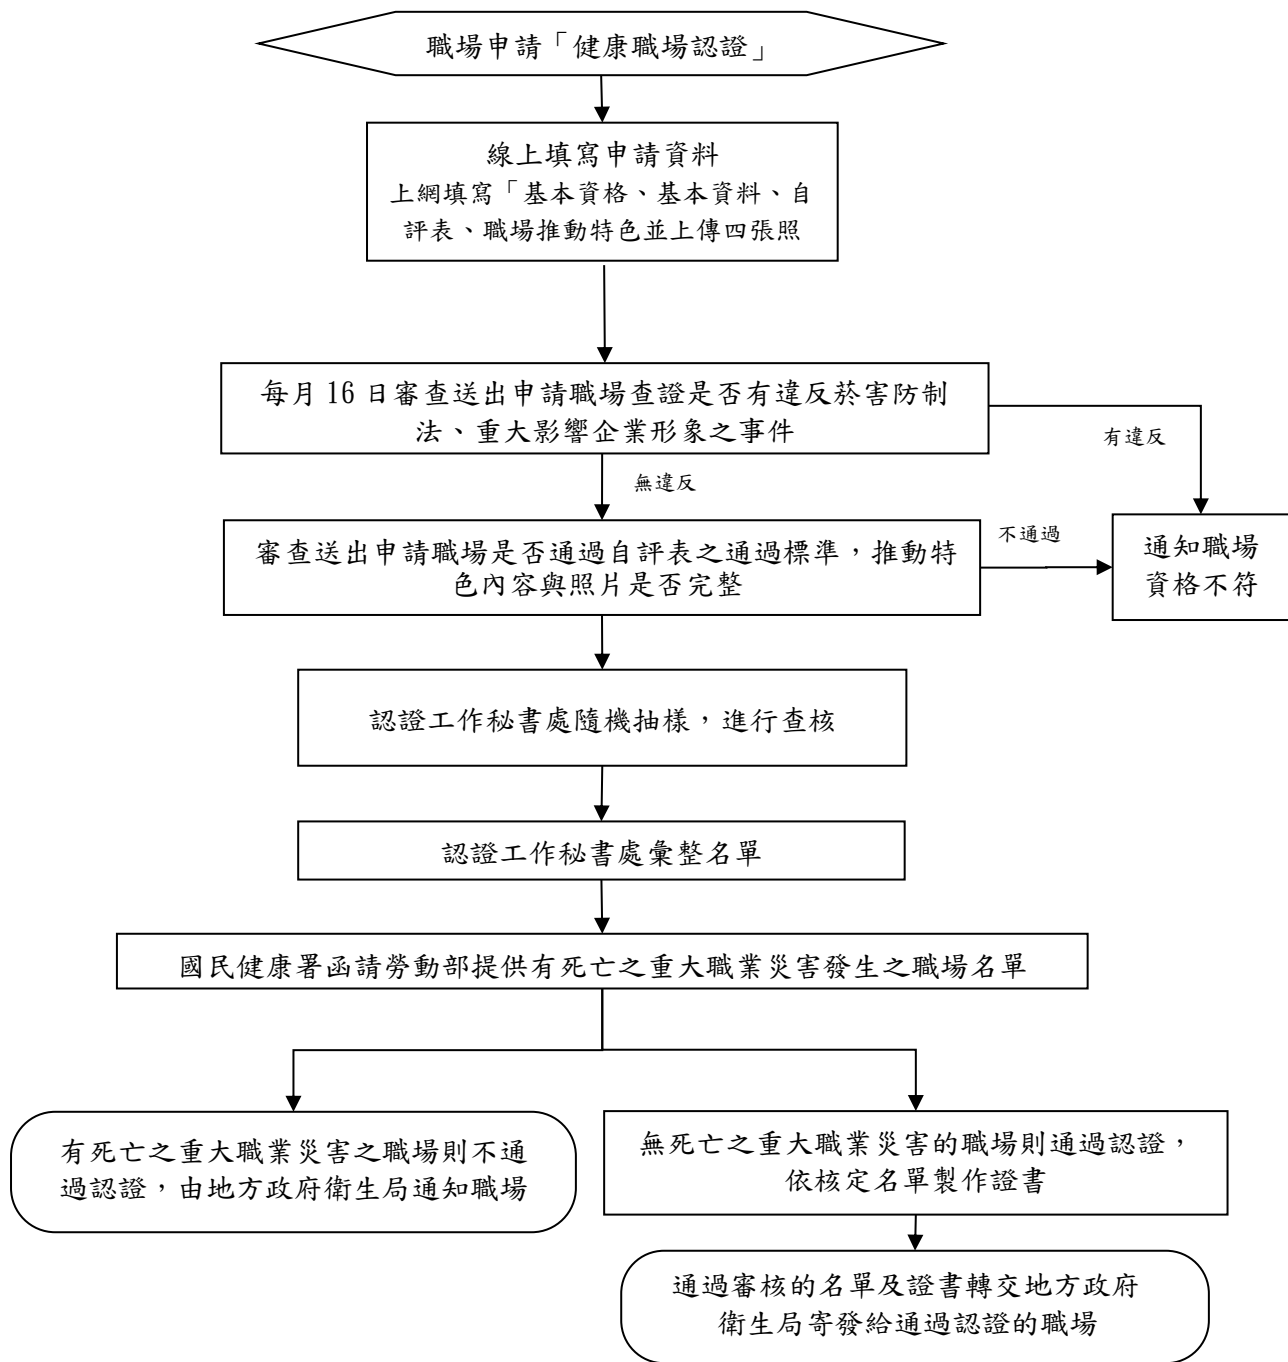 職場申請「健康職場認證」
線上填寫申請資料
上網填寫「基本資格、基本資料、自
評表、職場推動特色並上傳四張照
每月 16 日審查送出申請職場查證是否有違反菸害防制
法、重大影響企業形象之事件
有違反
無違反
審查送出申請職場是否通過自評表之通過標準，推動特
色內容與照片是否完整
不通過
通知職場
資格不符
認證工作秘書處隨機抽樣，進行查核
認證工作秘書處彙整名單
國民健康署函請勞動部提供有死亡之重大職業災害發生之職場名單
有死亡之重大職業災害之職場則不通
過認證，由地方政府衛生局通知職場
無死亡之重大職業災害的職場則通過認證，
依核定名單製作證書
通過審核的名單及證書轉交地方政府
衛生局寄發給通過認證的職場